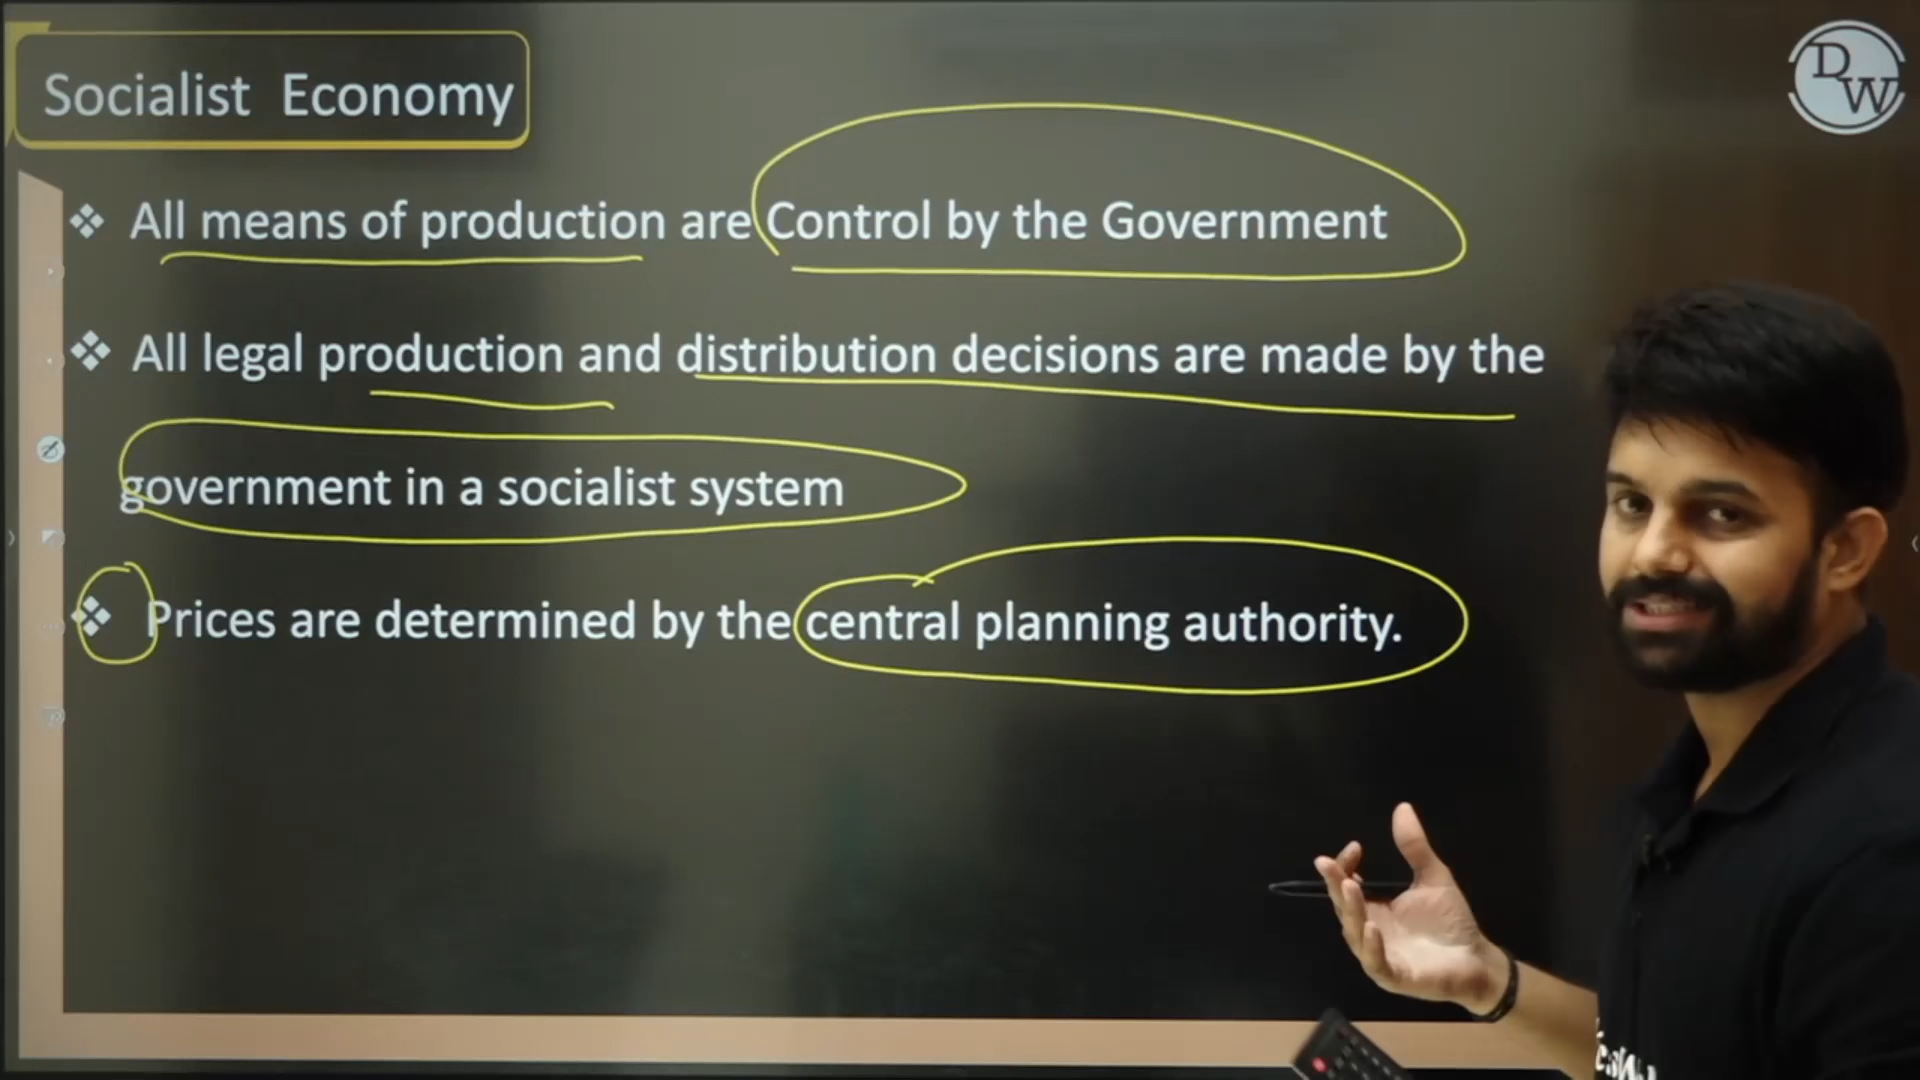 Socialist Economy
DW
❖ All means of production are Control by the Government
❖ All legal production and distribution decisions are made by the
government in a socialist system
❖ Prices are determined by the central planning authority.